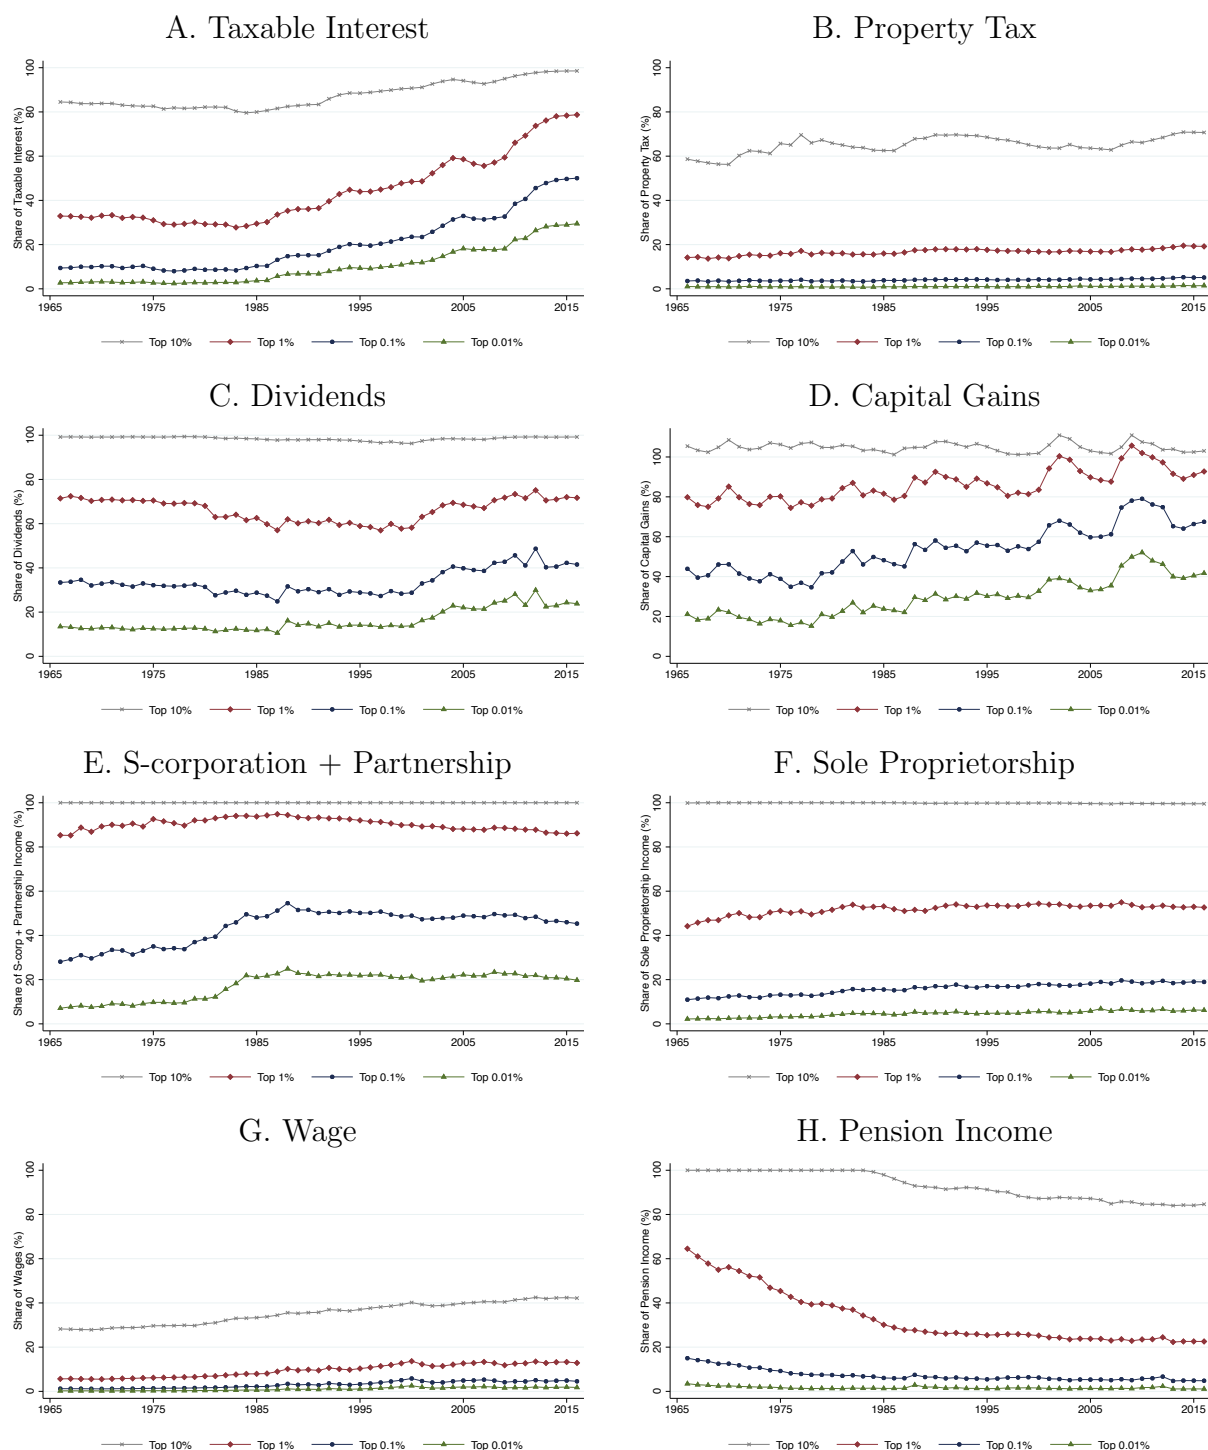 A. Taxable Interest
Share of Taxable Interest (%)
0 20 40 60 80 100
1965 1975 1985 1995 2005 2015
Top 10% Top 1% Top 0.1% Top 0.01%
B. Property Tax
Share of Property Tax (%)
0 20 40 60 80 100
1965 1975 1985 1995 2005 2015
Top 10% Top 1% Top 0.1% Top 0.01%
C. Dividends
Share of Dividends (%)
0 20 40 60 80 100
1965 1975 1985 1995 2005 2015
Top 10% Top 1% Top 0.1% Top 0.01%
D. Capital Gains
Share of Capital Gains (%)
0 20 40 60 80 100
1965 1975 1985 1995 2005 2015
Top 10% Top 1% Top 0.1% Top 0.01%
E. S-corporation + Partnership
Share of S-corp + Partnership Income (%)
0 20 40 60 80 100
1965 1975 1985 1995 2005 2015
Top 10% Top 1% Top 0.1% Top 0.01%
F. Sole Proprietorship
Share of Sole Proprietorship Income (%)
0 20 40 60 80 100
1965 1975 1985 1995 2005 2015
Top 10% Top 1% Top 0.1% Top 0.01%
G. Wage
Share of Wages (%)
0 20 40 60 80 100
1965 1975 1985 1995 2005 2015
Top 10% Top 1% Top 0.1% Top 0.01%
H. Pension Income
Share of Pension Income (%)
0 20 40 60 80 100
1965 1975 1985 1995 2005 2015
Top 10% Top 1% Top 0.1% Top 0.01%